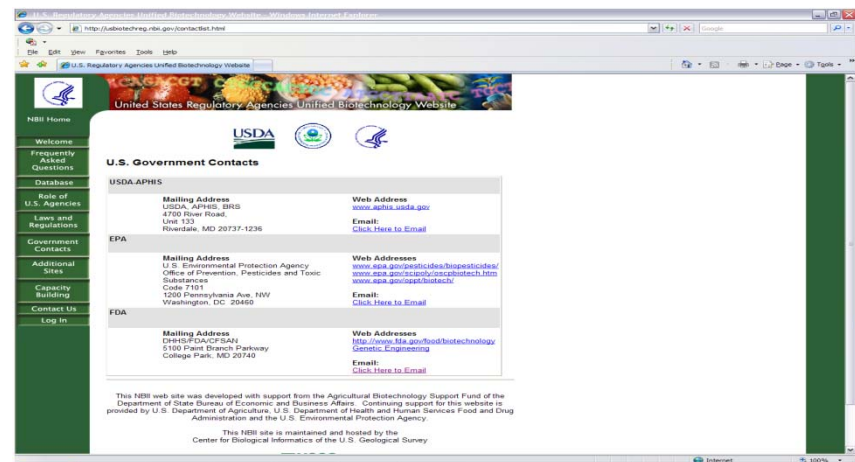 U.S. Regulatory Agencies Unified Biotechnology Website - Windows Internet Explorer
http://usbiotechreg.nbii.gov/contactlist.html
Google
File Edit View Favorites Tools Help
U.S. Regulatory Agencies Unified Biotechnology Website
Page Tools
United States Regulatory Agencies Unified Biotechnology Website
NBII Home
Welcome
Frequently
Asked
Questions
Database
Role of
U.S. Agencies
Laws and
Regulations
Government
Contacts
Additional
Sites
Capacity
Building
Contact Us
Log In
USDA
U.S. Government Contacts
USDA-APHIS
Mailing Address
USDA, APHIS, BRS
4700 River Road,
Unit 133
Riverdale, MD 20737-1236
Web Address
www.aphis.usda.gov
Email:
Click Here to Email
EPA
Mailing Address
U.S. Environmental Protection Agency
Office of Prevention, Pesticides and Toxic
Substances
Code 7101
1200 Pennsylvania Ave, NW
Washington, DC 20460
Web Addresses
www.epa.gov/pesticides/biopesticides/
www.epa.gov/scipoly/oscpbiotech.htm
www.epa.gov/oppt/biotech/
Email:
Click Here to Email
FDA
Mailing Address
DHHS/FDA/CFSAN
5100 Paint Branch Parkway
College Park, MD 20740
Web Addresses
http://www.fda.gov/food/biotechnology
Genetic Engineering
Email:
Click Here to Email
This NBII web site was developed with support from the Agricultural Biotechnology Support Fund of the
Department of State Bureau of Economic and Business Affairs. Continuing support for this website is
provided by U.S. Department of Agriculture, U.S. Department of Health and Human Services Food and Drug
Administration and the U.S. Environmental Protection Agency.
This NBII site is maintained and hosted by the
Center for Biological Informatics of the U.S. Geological Survey
Internet
100%